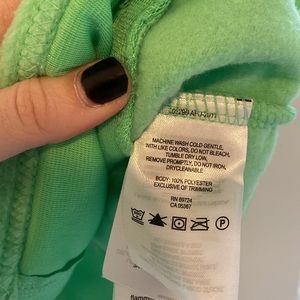 MACHINE WASH COLD GENTLE,
WITH LIKE COLORS, DO NOT BLEACH,
TUMBLE DRY LOW,
REMOVE PROMPTLY, DO NOT IRON,
DRYCLEANABLE
BODY: 100% POLYESTER
EXCLUSIVE OF TRIMMING
RN 69724
CA 05367